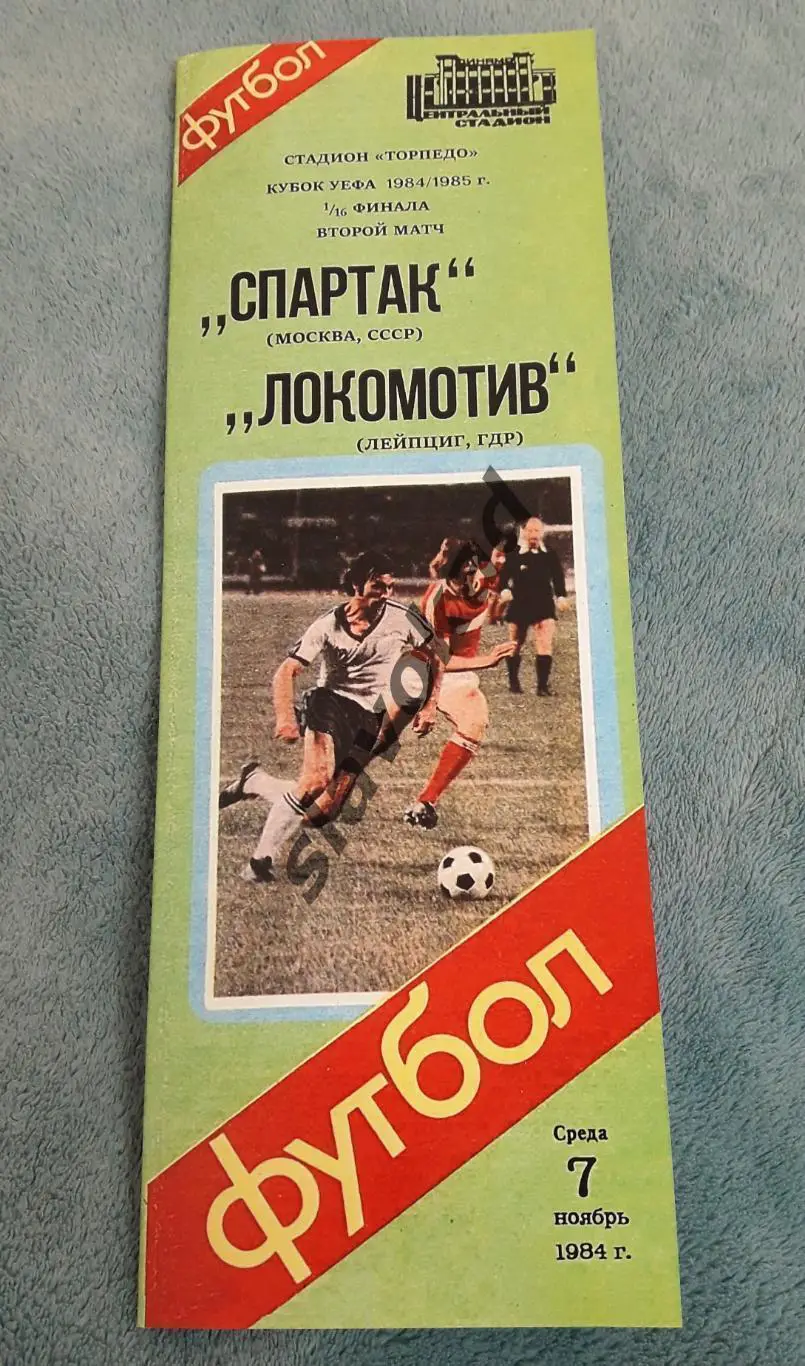 футбол
ДИНАМО
ЦЕНТРАЛЬНЫЙ
СТАДИОН
СТАДИОН «ТОРПЕДО»
КУБОК УЕФА 1984/1985 г.
1/16 ФИНАЛА
ВТОРОЙ МАТЧ
„СПАРТАК“
(МОСКВА, СССР)
„ЛОКОМОТИВ“
(ЛЕЙПЦИГ, ГДР)
slavolkad
футбол
Среда
7
ноябрь
1984 г.